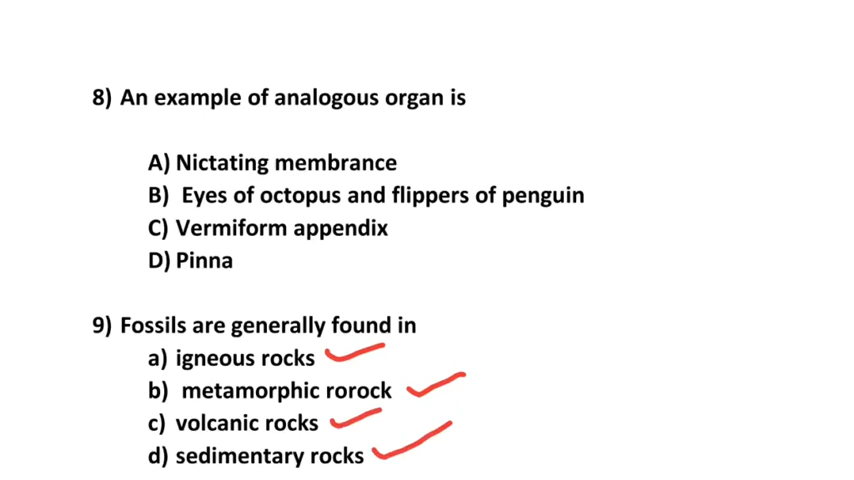 8) An example of analogous organ is
A) Nictating membrance
B) Eyes of octopus and flippers of penguin
C) Vermiform appendix
D) Pinna
9) Fossils are generally found in
a) igneous rocks
b) metamorphic rorock
c) volcanic rocks
d) sedimentary rocks